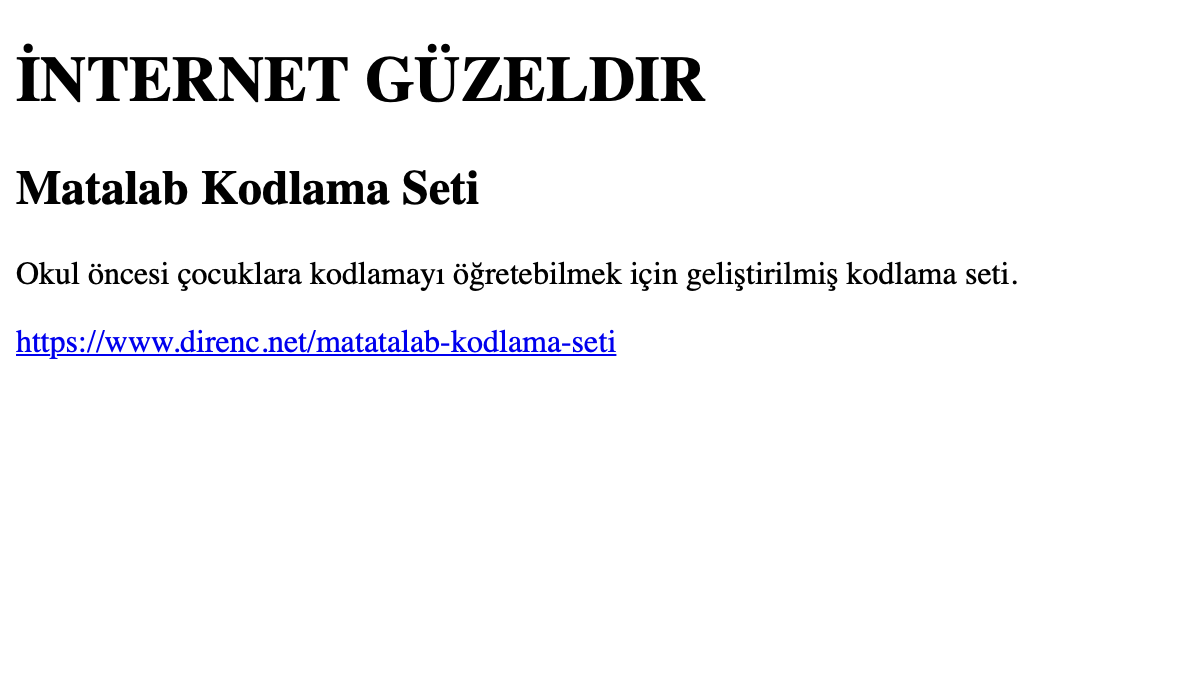 İNTERNET GÜZELDIR
Matalab Kodlama Seti
Okul öncesi çocuklara kodlamayı öğretebilmek için geliştirilmiş kodlama seti.
https://www.direnc.net/matatalab-kodlama-seti